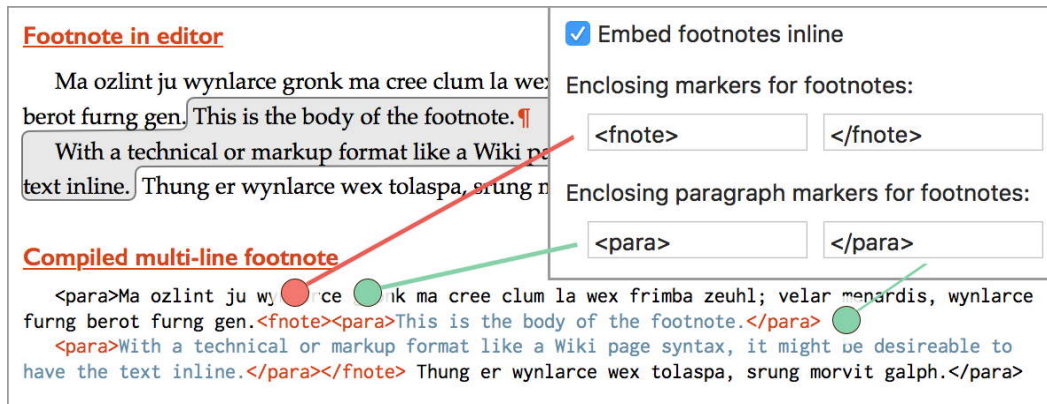 Footnote in editor
Ma ozlint ju wynlarce gronk ma cree clum la wex
berot furng gen. This is the body of the footnote.¶
With a technical or markup format like a Wiki
text inline. Thung er wynlarce wex tolaspa, srung
Embed footnotes inline
Enclosing markers for footnotes:
<fnote> </fnote>
Enclosing paragraph markers for footnotes:
<para> </para>
Compiled multi-line footnote
<para>Ma ozlint ju ma cree clum la wex frimba zeuhl; velar menardis, wynlarce
furng berot furng gen.<fnote><para>This is the body of the footnote.</para>
<para>With a technical or markup format like a Wiki page syntax, it might be desireable to
have the text inline.</para></fnote> Thung er wynlarce wex tolaspa, srung morvit galph.</para>